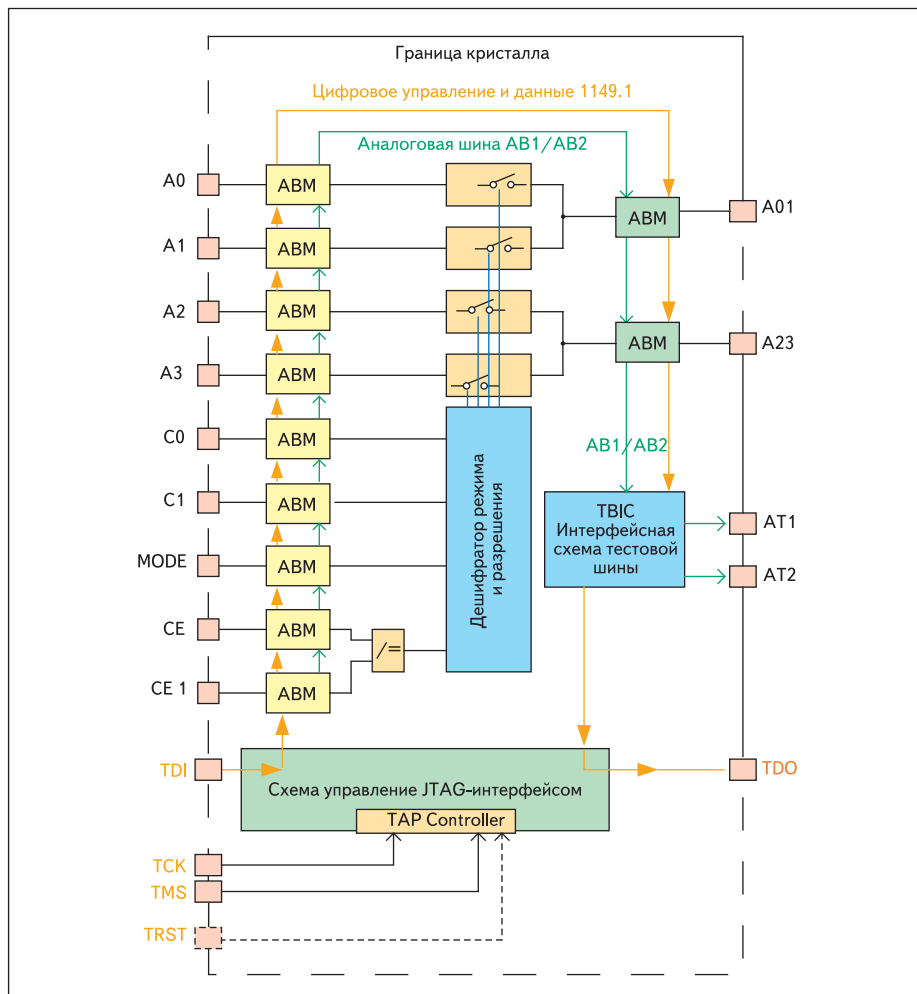 Граница кристалла
Цифровое управление и данные 1149.1
Аналоговая шина AB1/AB2
A0
ABM
A01
ABM
A1
ABM
A2
ABM
A23
ABM
A3
ABM
C0
ABM
AB1/AB2
C1
ABM
MODE
ABM
CE
ABM
CE 1
ABM
/=
Дешифратор режима
и разрешения
TBIC
Интерфейсная
схема тестовой
шины
AT1
AT2
TDI
TDO
Схема управление JTAG-интерфейсом
TAP Controller
TCK
TMS
TRST